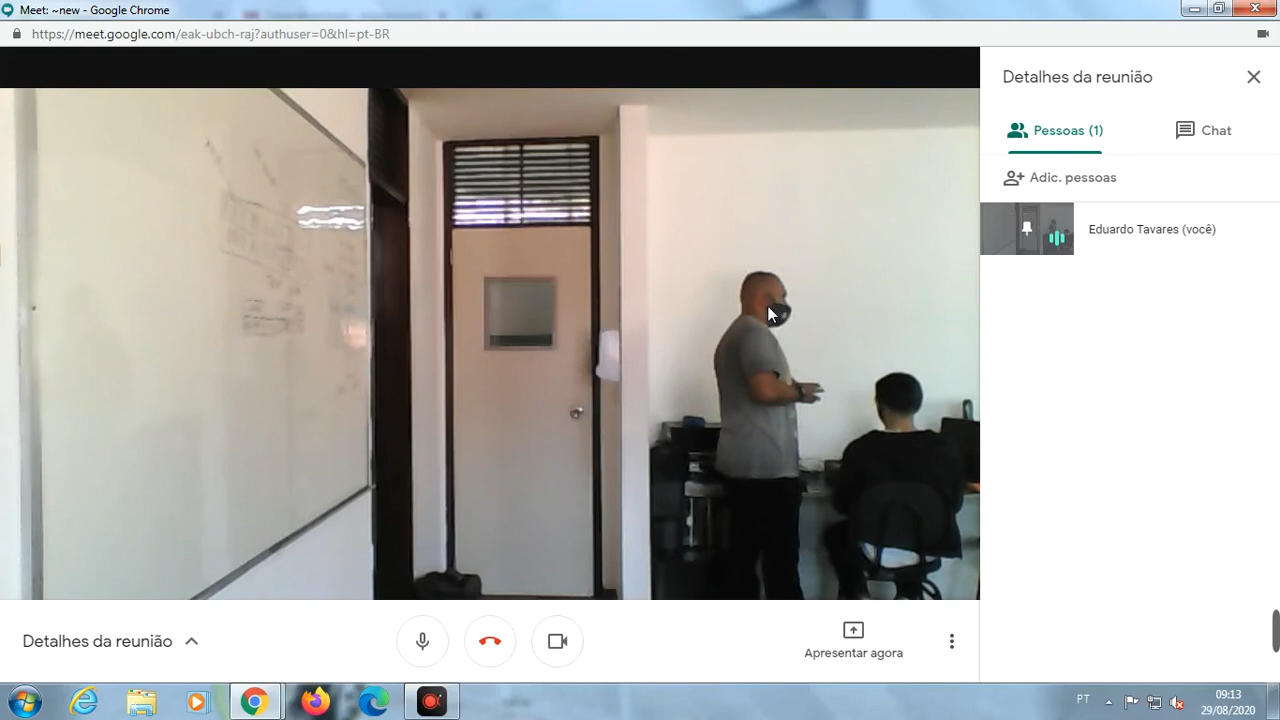 Meet: ~new - Google Chrome
https://meet.google.com/eak-ubch-raj?authuser=0&hl=pt-BR
Detalhes da reunião
Pessoas (1)
Chat
Adic. pessoas
Eduardo Tavares (você)
Detalhes da reunião
Apresentar agora
PT
09:13
29/08/2020